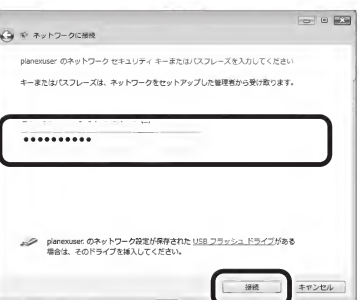 ネットワークに接続
planexuser のネットワーク セキュリティ キーまたはパスフレーズを入力してください
キーまたはパスフレーズは、ネットワークをセットアップした管理者から受け取ります。
●●●●●●●●●●
planexuser. のネットワーク設定が保存された USB フラッシュ ドライブがある
場合は、そのドライブを挿入してください。
接続
キャンセル